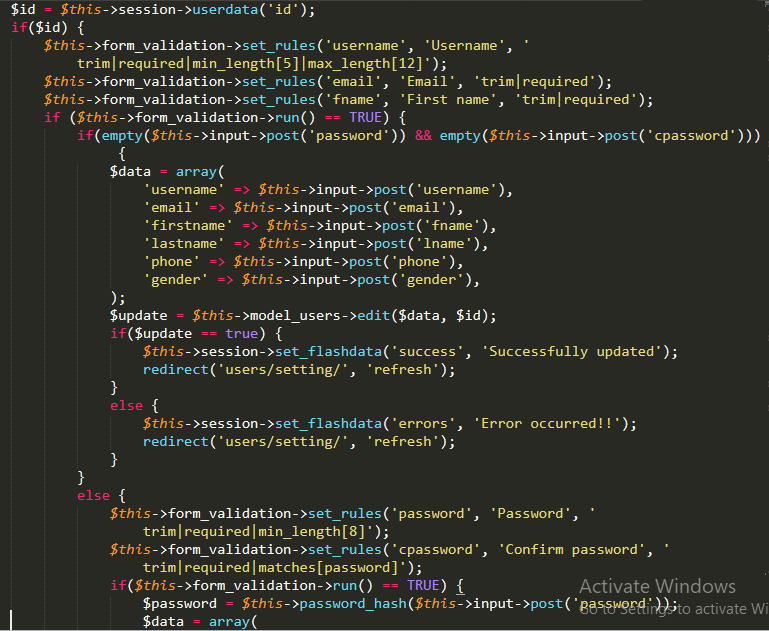 $id = $this->session->userdata('id');
if($id) {
$this->form_validation->set_rules('username', 'Username', '
trim|required|min_length[5]|max_length[12]');
$this->form_validation->set_rules('email', 'Email', 'trim|required');
$this->form_validation->set_rules('fname', 'First name', 'trim|required');
if ($this->form_validation->run() == TRUE) {
if(empty($this->input->post('password')) && empty($this->input->post('cpassword')))
{
$data = array(
'username' => $this->input->post('username'),
'email' => $this->input->post('email'),
'firstname' => $this->input->post('fname'),
'lastname' => $this->input->post('lname'),
'phone' => $this->input->post('phone'),
'gender' => $this->input->post('gender'),
);
$update = $this->model_users->edit($data, $id);
if($update == true) {
$this->session->set_flashdata('success', 'Successfully updated');
redirect('users/setting/', 'refresh');
}
else {
$this->session->set_flashdata('errors', 'Error occurred!!');
redirect('users/setting/', 'refresh');
}
}
else {
$this->form_validation->set_rules('password', 'Password', '
trim|required|min_length[8]');
$this->form_validation->set_rules('cpassword', 'Confirm password', '
trim|required|matches[password]');
if($this->form_validation->run() == TRUE) {
$password = $this->password_hash($this->input->post('password'));
$data = array(
Activate Windows
Go to Settings to activate Wi